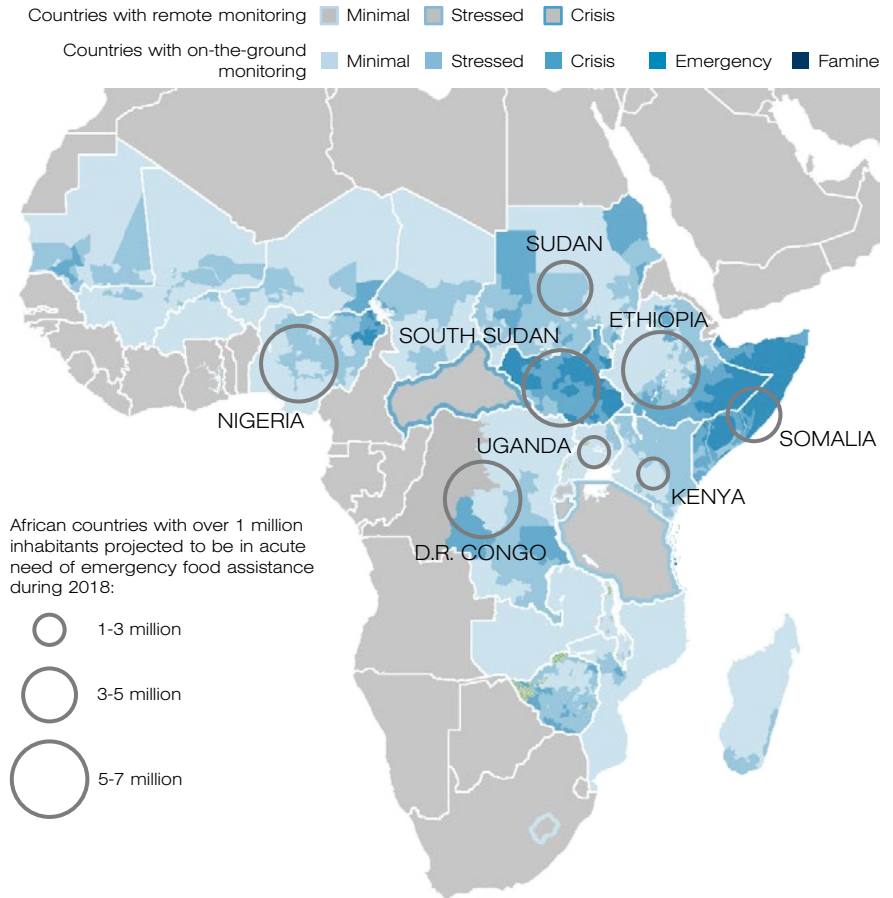 Countries with remote monitoring Minimal Stressed Crisis
Countries with on-the-ground
monitoring Minimal Stressed Crisis Emergency Famine
SUDAN
ETHIOPIA
SOUTH SUDAN
NIGERIA
UGANDA
SOMALIA
KENYA
D.R. CONGO
African countries with over 1 million
inhabitants projected to be in acute
need of emergency food assistance
during 2018:
1-3 million
3-5 million
5-7 million